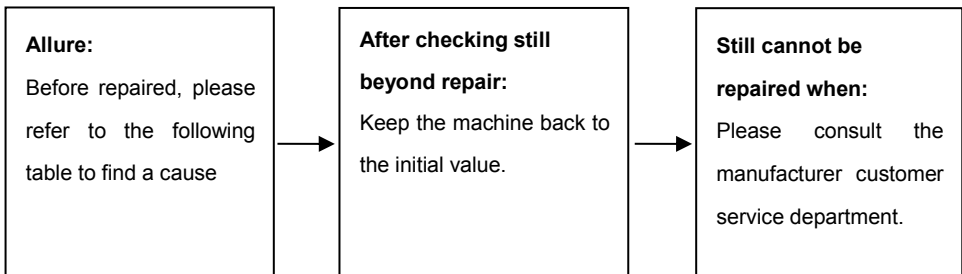 Allure:
Before repaired, please
refer to the following
table to find a cause
After checking still
beyond repair:
Keep the machine back to
the initial value.
Still cannot be
repaired when:
Please consult the
manufacturer customer
service department.